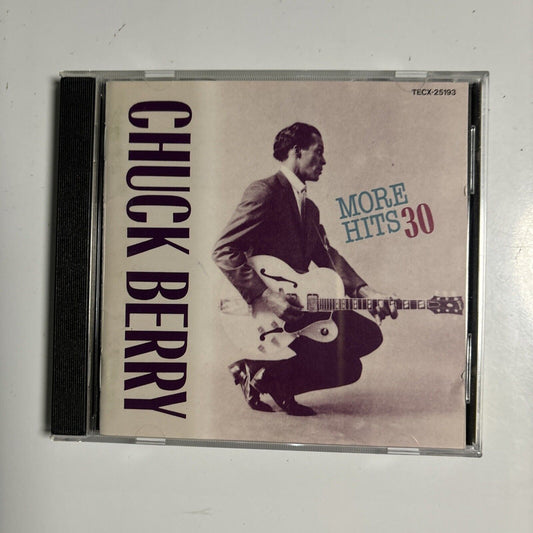 TECX-25193
CHUCK BERRY
MORE
HITS 30